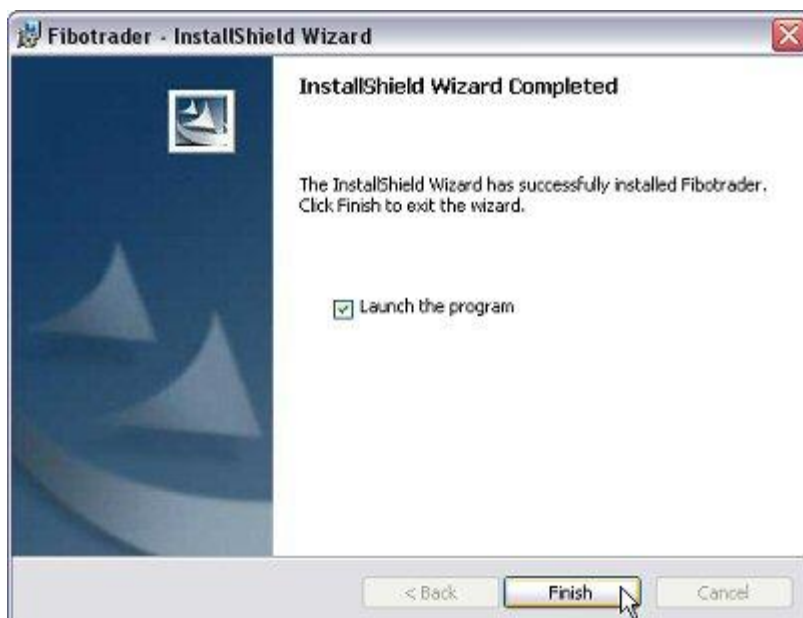 Fibotrader - InstallShield Wizard
InstallShield Wizard Completed
The InstallShield Wizard has successfully installed Fibotrader.
Click Finish to exit the wizard.
Launch the program
< Back
Finish
Cancel